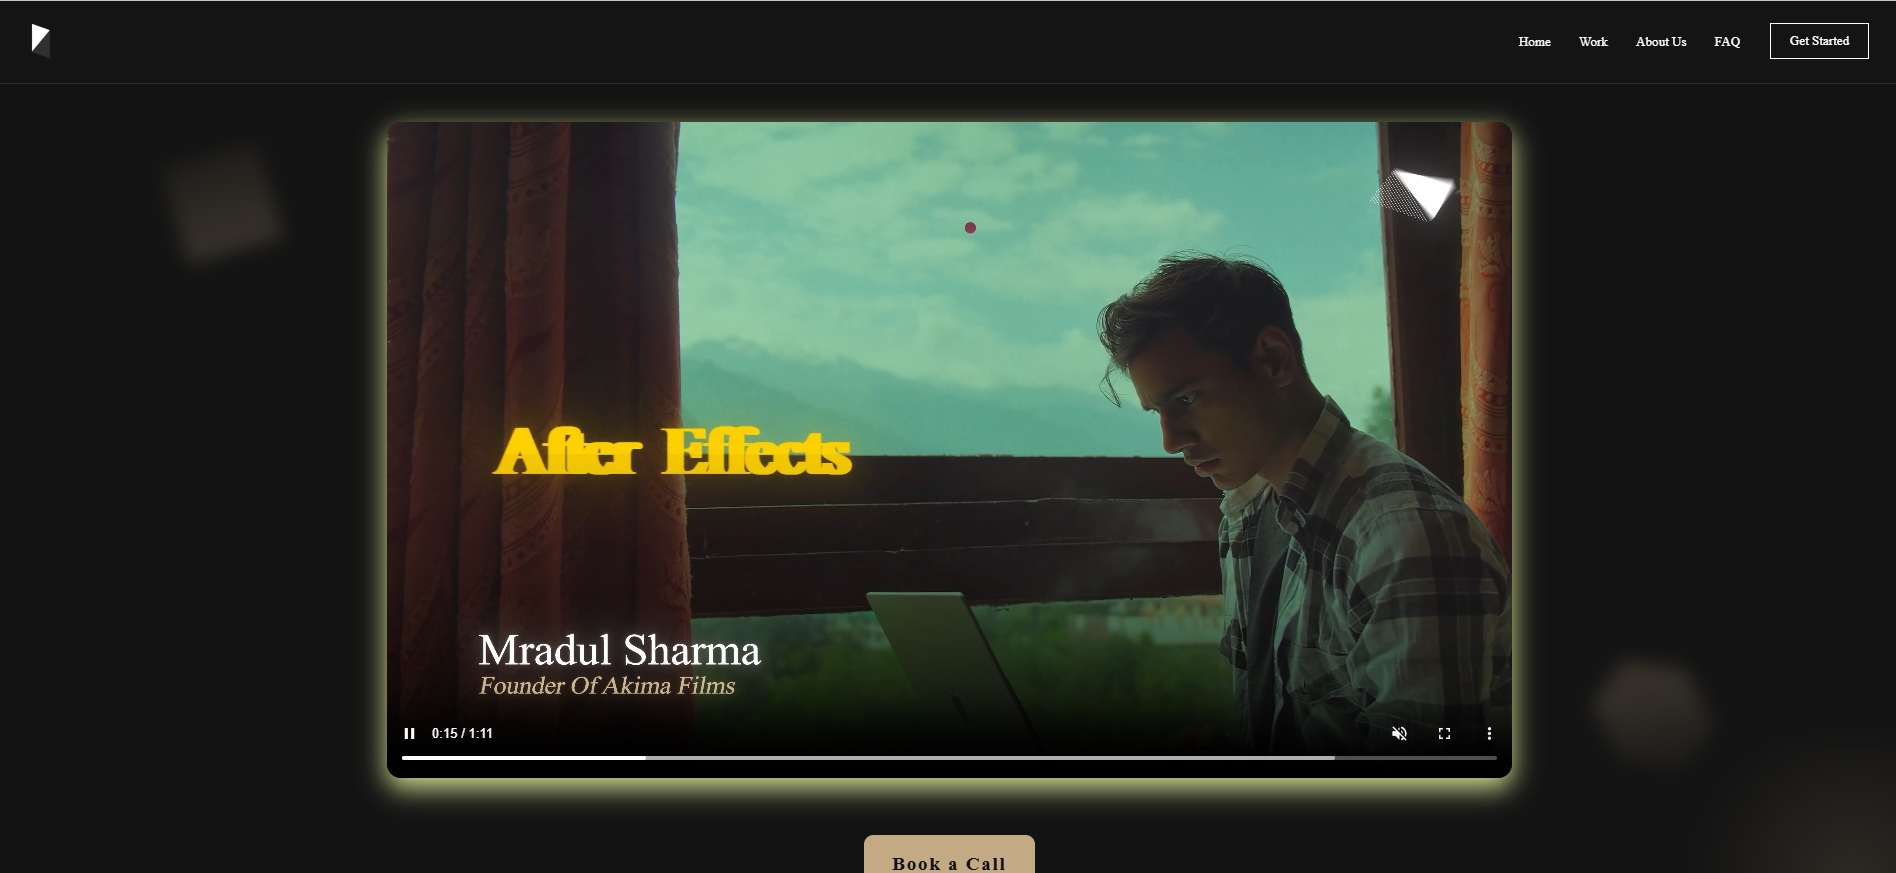 Home Work About Us FAQ Get Started
After Effects
Mradul Sharma
Founder Of Akima Films
0:15 / 1:11
Book a Call